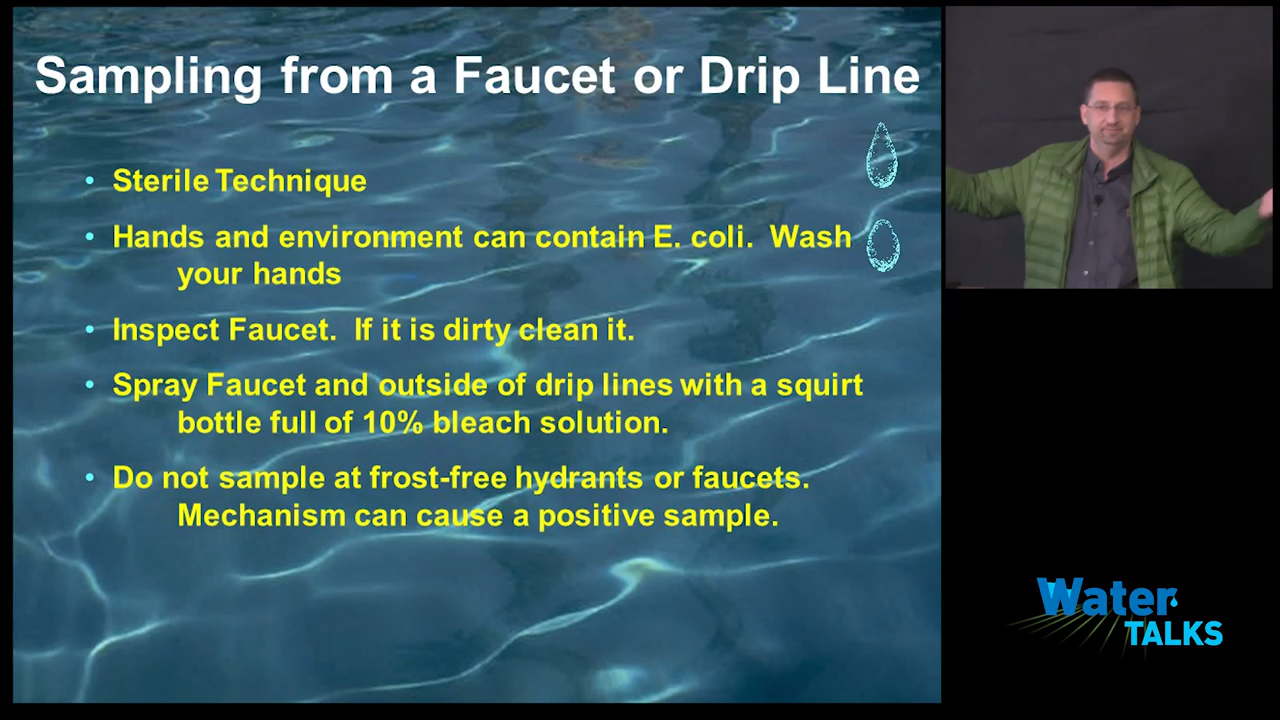 Sampling from a Faucet or Drip Line
• Sterile Technique
• Hands and environment can contain E. coli.  Wash
your hands
• Inspect Faucet.  If it is dirty clean it.
• Spray Faucet and outside of drip lines with a squirt
bottle full of 10% bleach solution.
• Do not sample at frost-free hydrants or faucets.
Mechanism can cause a positive sample.
Water
TALKS